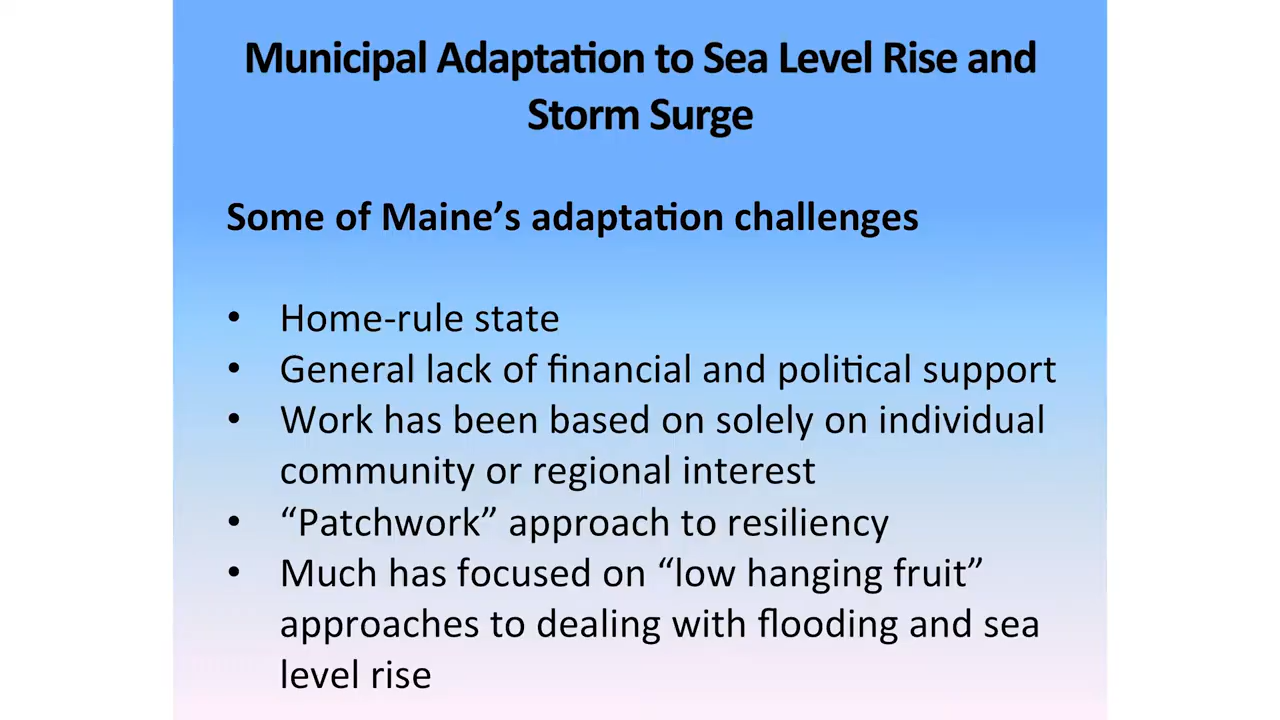 Municipal Adaptation to Sea Level Rise and
Storm Surge
Some of Maine’s adaptation challenges
• Home-rule state
• General lack of financial and political support
• Work has been based on solely on individual
community or regional interest
• “Patchwork” approach to resiliency
• Much has focused on “low hanging fruit”
approaches to dealing with flooding and sea
level rise